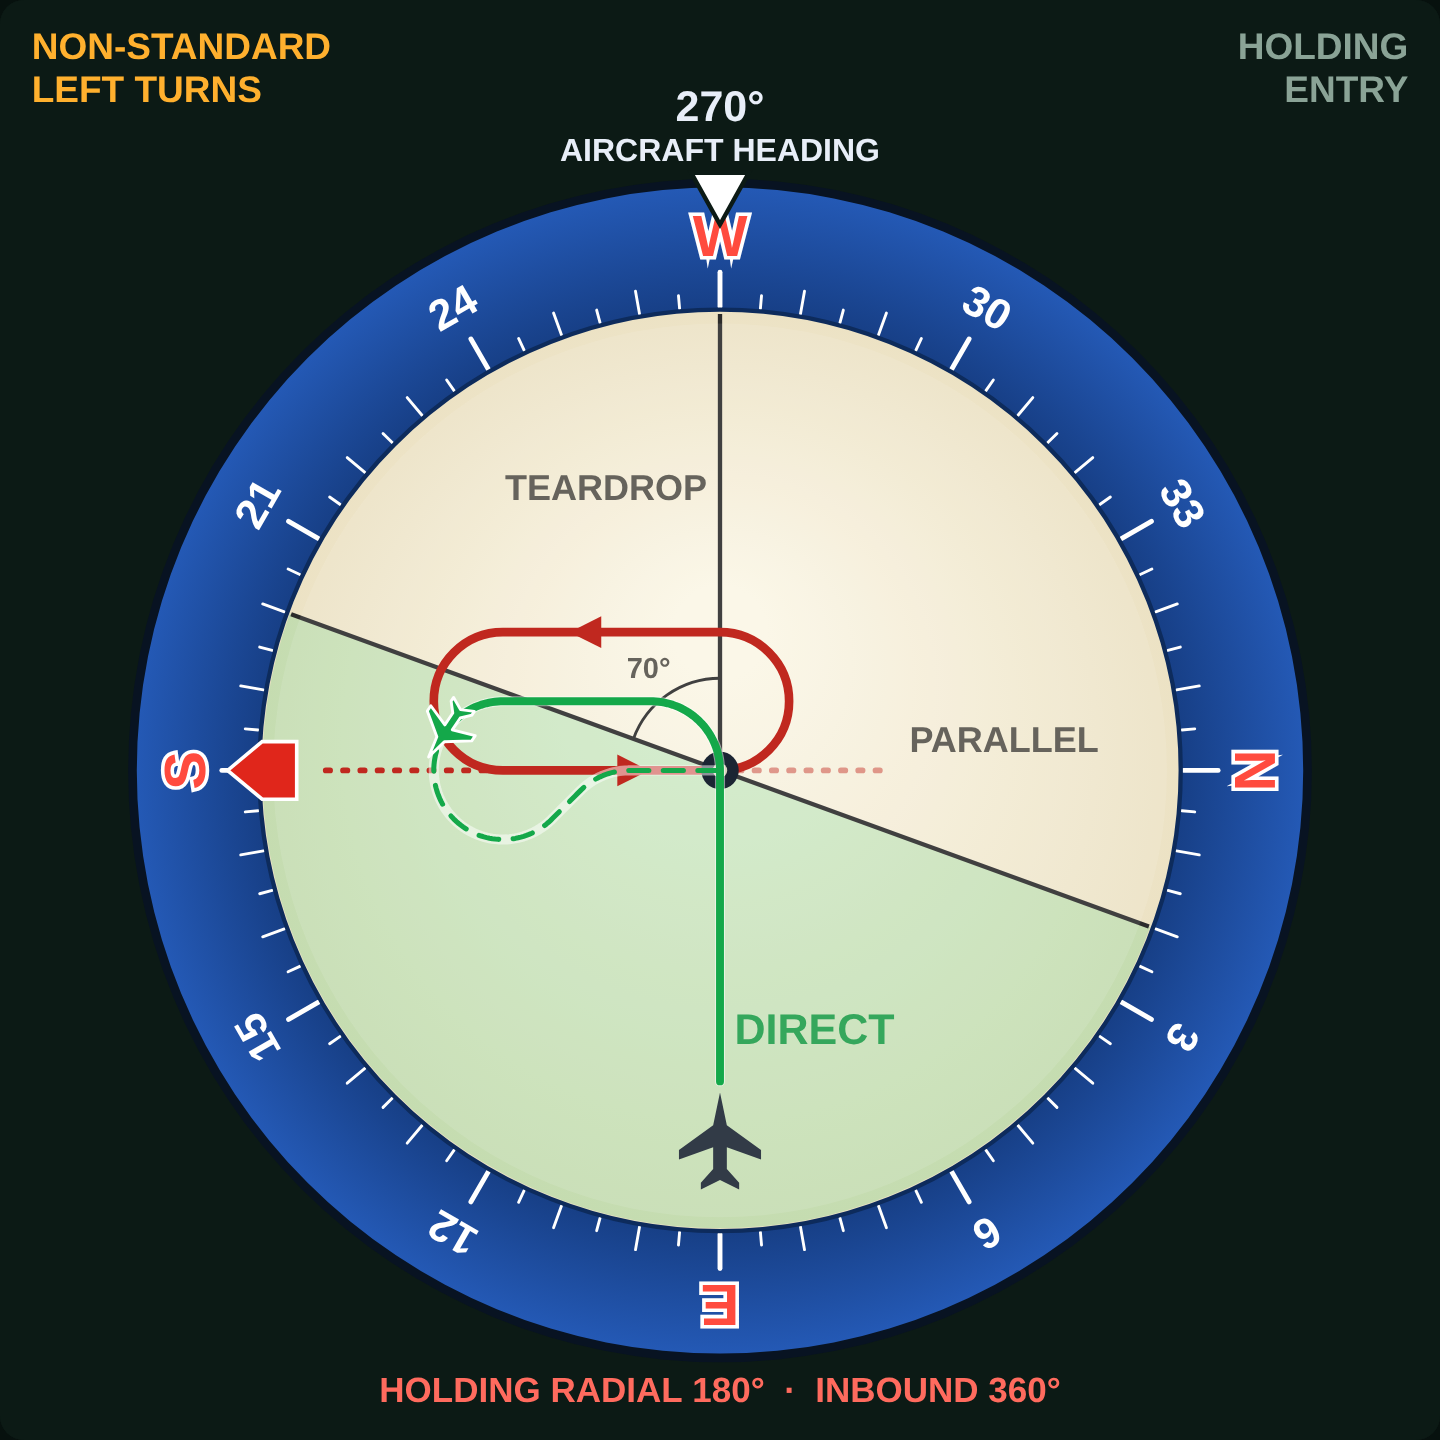 NON-STANDARD
LEFT TURNS
HOLDING
ENTRY
270°
AIRCRAFT HEADING
W
24
30
21
33
TEARDROP
70°
PARALLEL
S
N
15
3
DIRECT
12
6
E
HOLDING RADIAL 180° · INBOUND 360°